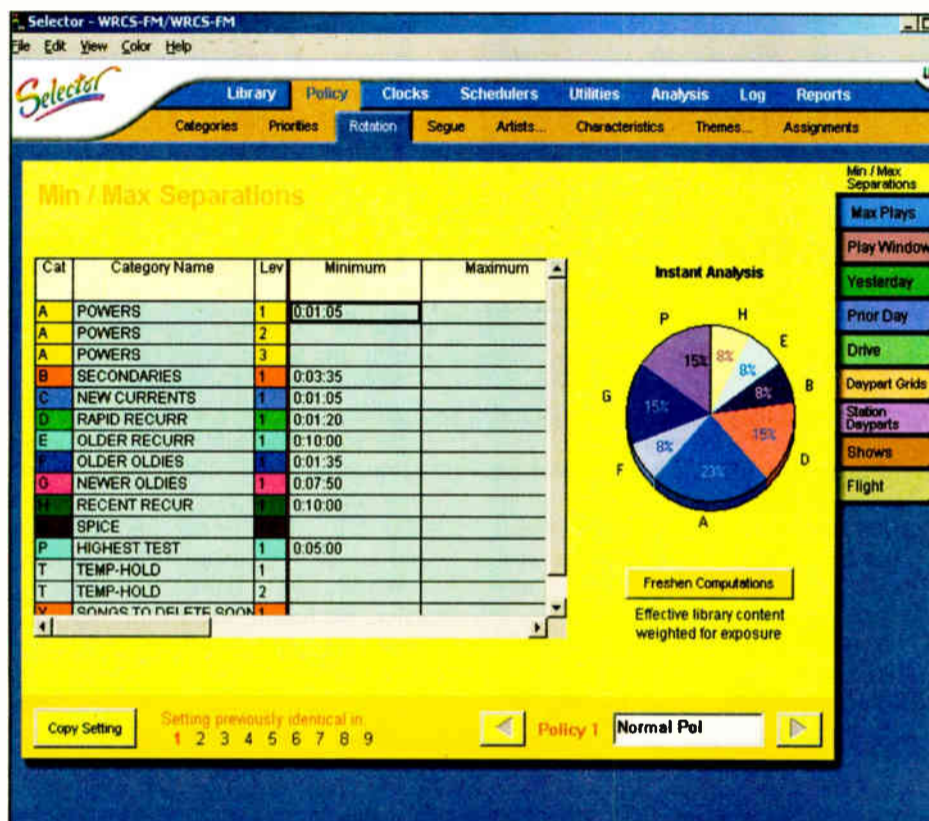 Selector - WRCS-FM/WRCS-FM
File Edit View Color Help
Selector
Library Policy Clocks Schedulers Utilities Analysis Log Reports
Categories Priorities Rotation Segue Artists... Characteristics Themes... Assignments
Min / Max Separations
Min / Max Separations
Max Plays
Play Window
Yesterday
Prior Day
Drive
Daypart Grids
Station Dayparts
Shows
Flight
Cat Category Name Lev Minimum Maximum
A POWERS 1 0:01:05
A POWERS 2
A POWERS 3
B SECONDARIES 1 0:03:35
C NEW CURRENTS 1 0:01:05
D RAPID RECURR 1 0:01:20
E OLDER RECURR 1 0:10:00
F OLDER OLDIES 1 0:01:35
G NEWER OLDIES 1 0:07:50
H RECENT RECUR 1 0:10:00
SPICE
P HIGHEST TEST 1 0:05:00
T TEMP-HOLD 1
T TEMP-HOLD 2
X SONGS TO DELETE SOON 1
Instant Analysis
P H E B D A F G
15% 8% 8% 8% 15% 23% 8% 15%
Freshen Computations
Effective library content
weighted for exposure
Copy Setting
Setting previously identical in
1 2 3 4 5 6 7 8 9
Policy 1 Normal Pol